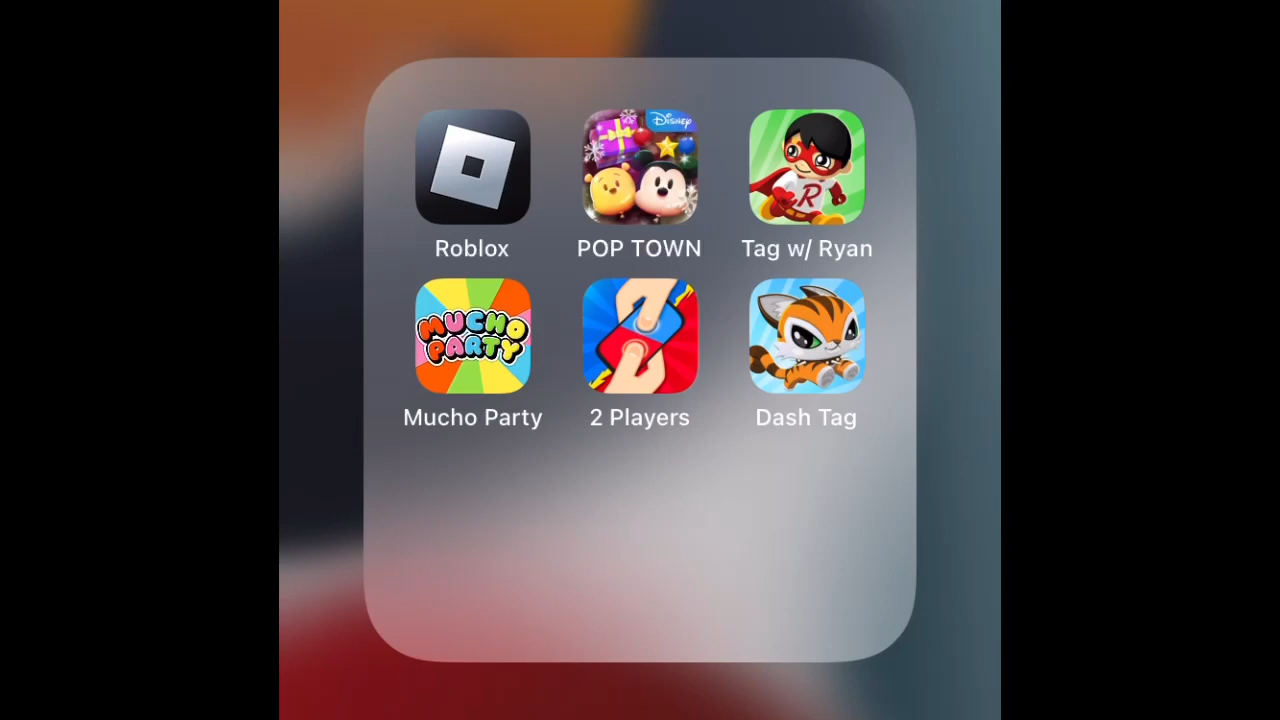 Disney
R
Roblox POP TOWN Tag w/ Ryan
MUCHO
PARTY
Mucho Party 2 Players Dash Tag